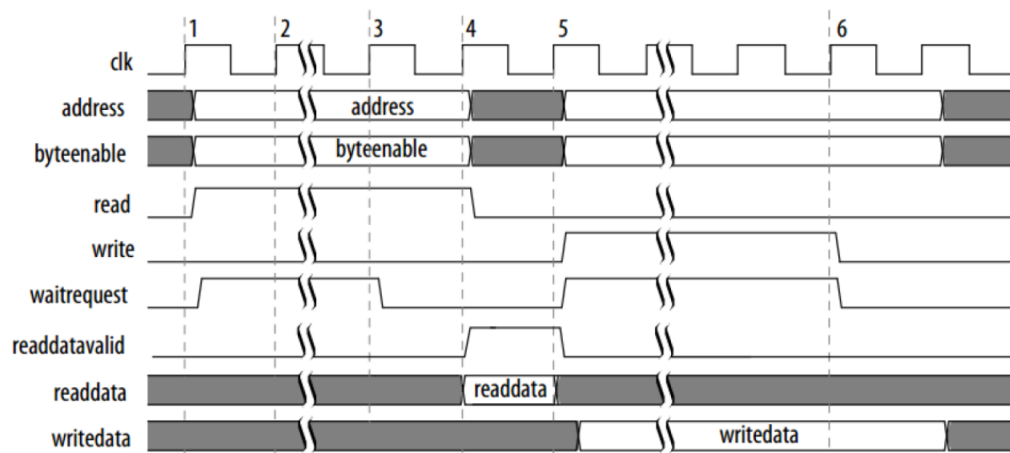 1 2 3 4 5 6
clk
address address
byteenable byteenable
read
write
waitrequest
readdatavalid
readdata readdata
writedata writedata